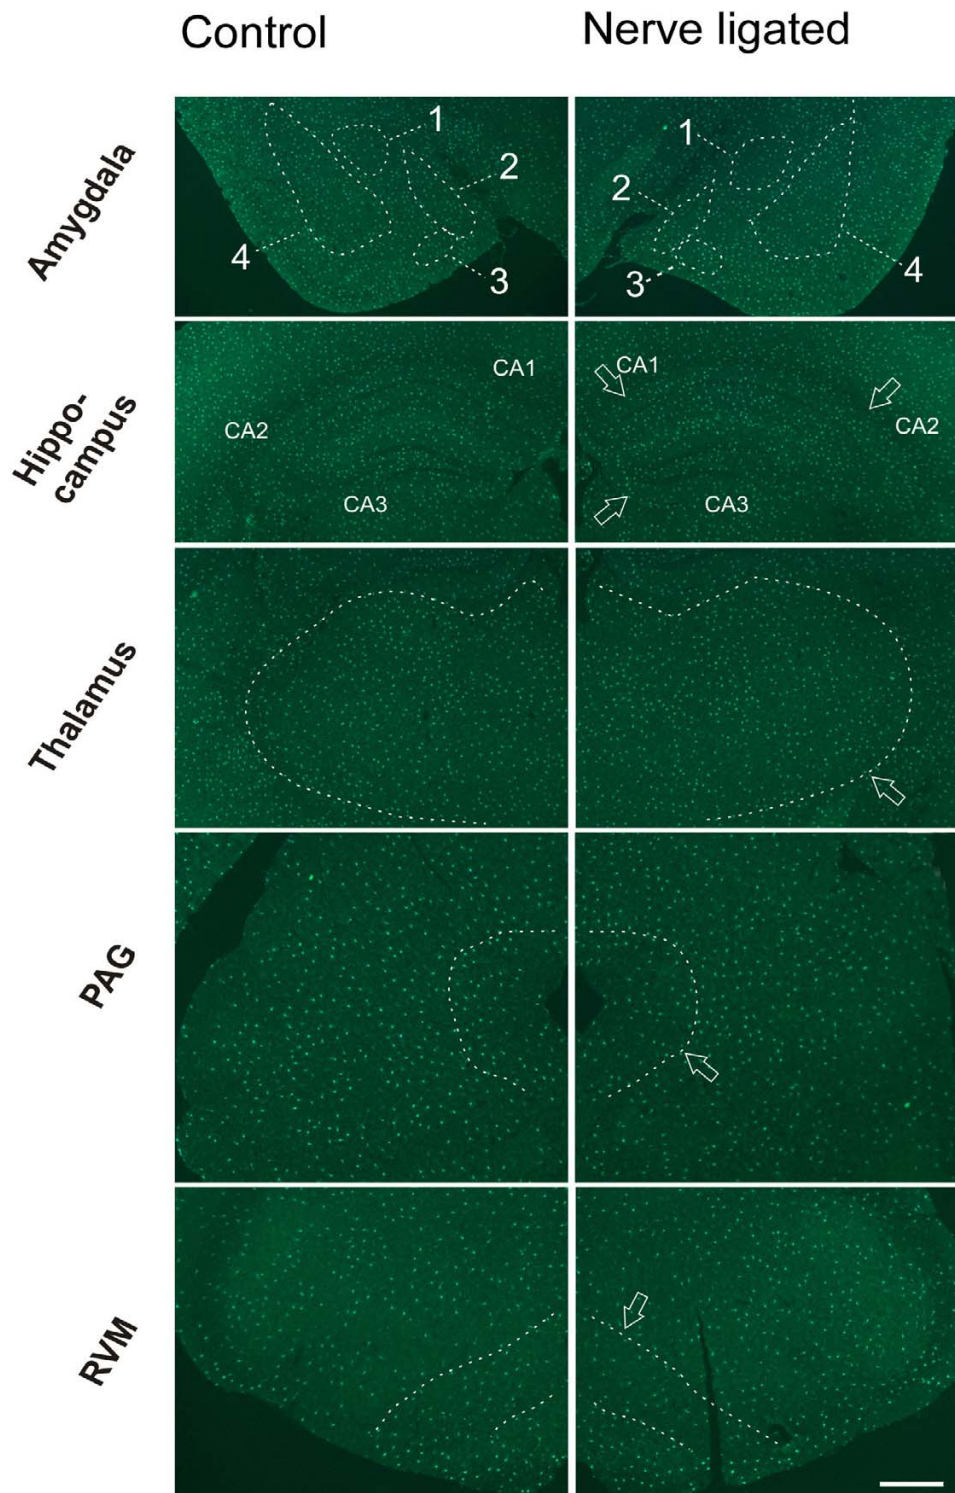 Control
Nerve ligated
Amygdala
1
2
3
4
1
2
3
4
Hippo-
campus
CA1
CA2
CA3
CA1
CA2
CA3
Thalamus
PAG
RVM